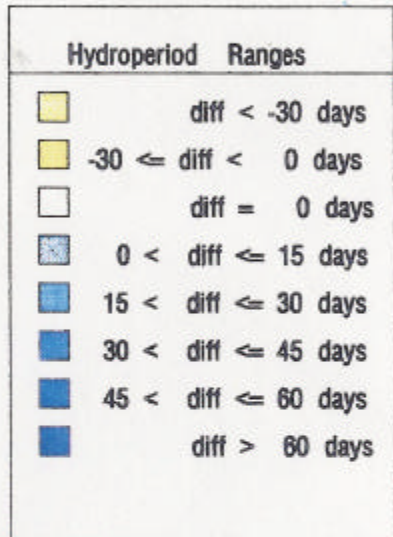 Hydroperiod Ranges
diff < -30 days
-30 <= diff < 0 days
diff = 0 days
0 < diff <= 15 days
15 < diff <= 30 days
30 < diff <= 45 days
45 < diff <= 60 days
diff > 60 days